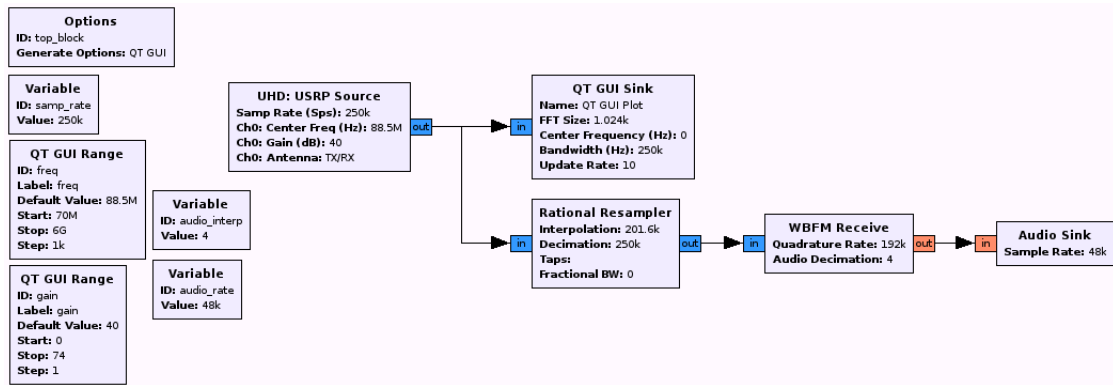 Options
ID: top_block
Generate Options: QT GUI
Variable
ID: samp_rate
Value: 250k
QT GUI Range
ID: freq
Label: freq
Default Value: 88.5M
Start: 70M
Stop: 6G
Step: 1k
Variable
ID: audio_interp
Value: 4
QT GUI Range
ID: gain
Label: gain
Default Value: 40
Start: 0
Stop: 74
Step: 1
Variable
ID: audio_rate
Value: 48k
UHD: USRP Source
Samp Rate (Sps): 250k
Ch0: Center Freq (Hz): 88.5M
Ch0: Gain (dB): 40
Ch0: Antenna: TX/RX
out
in
QT GUI Sink
Name: QT GUI Plot
FFT Size: 1.024k
Center Frequency (Hz): 0
Bandwidth (Hz): 250k
Update Rate: 10
in
Rational Resampler
Interpolation: 201.6k
Decimation: 250k
Taps:
Fractional BW: 0
out
in
WBFM Receive
Quadrature Rate: 192k
Audio Decimation: 4
out
in
Audio Sink
Sample Rate: 48k